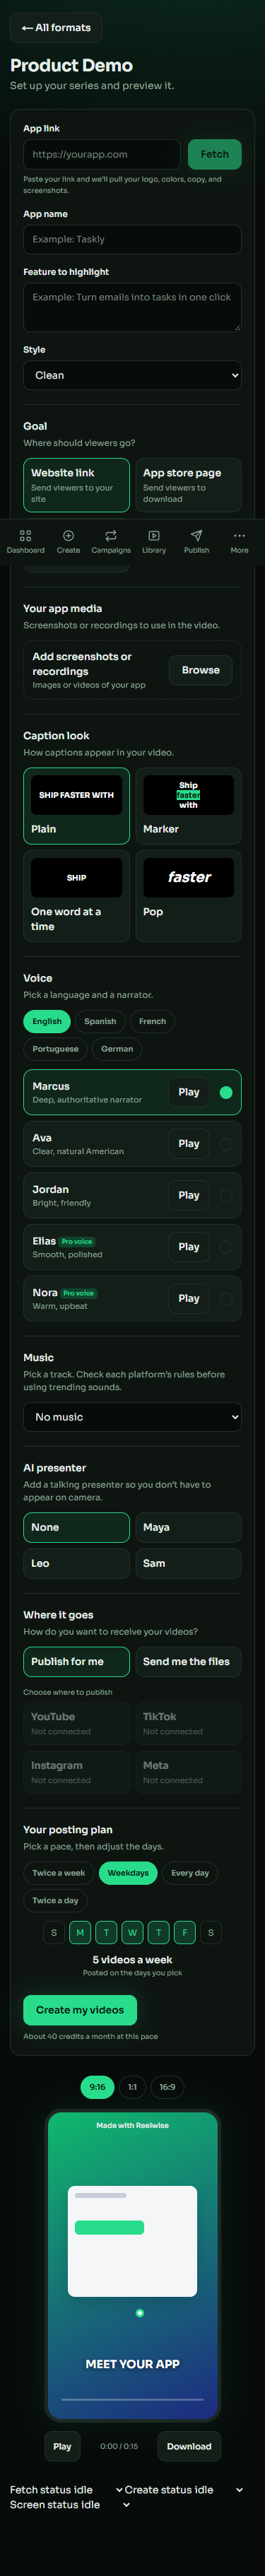 ← All formats
Product Demo
Set up your series and preview it.
App link
https://yourapp.com
Fetch
Paste your link and we'll pull your logo, colors, copy, and
screenshots.
App name
Example: Taskly
Feature to highlight
Example: Turn emails into tasks in one click
Style
Clean
Goal
Where should viewers go?
Website link
Send viewers to your
site
App store page
Send viewers to
download
Dashboard
Create
Campaigns
Library
Publish
More
Your app media
Screenshots or recordings to use in the video.
Add screenshots or
recordings
Images or videos of your app
Browse
Caption look
How captions appear in your video.
SHIP FASTER WITH
Plain
Ship
faster
with
Marker
SHIP
One word at a
time
faster
Pop
Voice
Pick a language and a narrator.
English
Spanish
French
Portuguese
German
Marcus
Deep, authoritative narrator
Play
Ava
Clear, natural American
Play
Jordan
Bright, friendly
Play
Elias Pro voice
Smooth, polished
Play
Nora Pro voice
Warm, upbeat
Play
Music
Pick a track. Check each platform's rules before
using trending sounds.
No music
AI presenter
Add a talking presenter so you don't have to
appear on camera.
None
Maya
Leo
Sam
Where it goes
How do you want to receive your videos?
Publish for me
Send me the files
Choose where to publish
YouTube
Not connected
TikTok
Not connected
Instagram
Not connected
Meta
Not connected
Your posting plan
Pick a pace, then adjust the days.
Twice a week
Weekdays
Every day
Twice a day
S M T W T F S
5 videos a week
Posted on the days you pick
Create my videos
About 40 credits a month at this pace
9:16
1:1
16:9
Made with Reelwise
MEET YOUR APP
Play
0:00 / 0:15
Download
Fetch status idle
Create status idle
Screen status idle